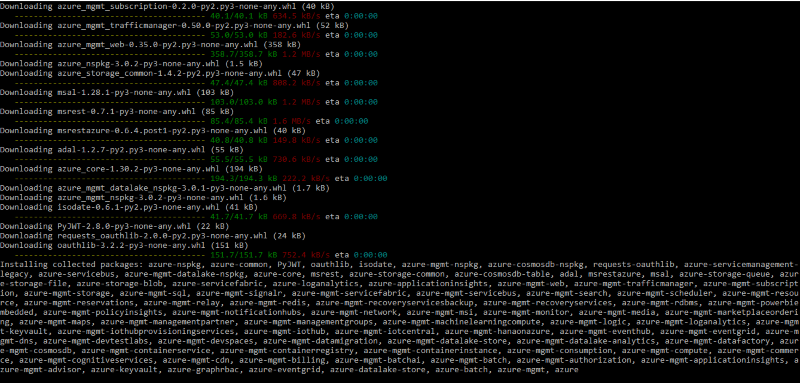 Downloading azure_mgmt_subscription-0.2.0-py2.py3-none-any.whl (40 kB)
---------------------------------------- 40.1/40.1 kB 634.5 kB/s eta 0:00:00
Downloading azure_mgmt_trafficmanager-0.50.0-py2.py3-none-any.whl (52 kB)
---------------------------------------- 53.0/53.0 kB kB/s eta 0:00:00
Downloading azure_mgmt_web-0.35.0-py2.py3-none-any.whl (358 kB)
---------------------------------------- 358.7/358.7 kB 1.2 MB/s eta 0:00:00
Downloading azure_nspkg-3.0.2-py3-none-any.whl (1.5 kB)
Downloading azure_storage_common-1.4.2-py2.py3-none-any.whl (47 kB)
---------------------------------------- 47.4/47.4 kB kB/s eta 0:00:00
Downloading msal-1.28.1-py3-none-any.whl (103 kB)
---------------------------------------- 103.0/103.0 kB 1.2 MB/s eta 0:00:00
Downloading msrest-0.7.1-py3-none-any.whl (85 kB)
---------------------------------------- 85.4/85.4 kB MB/s eta 0:00:00
Downloading msrestazure-0.6.4.post1-py2.py3-none-any.whl (40 kB)
---------------------------------------- 40.8/40.8 kB kB/s eta 0:00:00
Downloading adal-1.2.7-py2.py3-none-any.whl (55 kB)
---------------------------------------- 55.5/55.5 kB kB/s eta 0:00:00
Downloading azure_core-1.30.2-py3-none-any.whl (194 kB)
---------------------------------------- 194.3/194.3 kB kB/s eta 0:00:00
Downloading azure_mgmt_datalake_nspkg-3.0.1-py3-none-any.whl (1.7 kB)
Downloading azure_mgmt_nspkg-3.0.2-py3-none-any.whl (1.6 kB)
Downloading isodate-0.6.1-py2.py3-none-any.whl (41 kB)
---------------------------------------- 41.7/41.7 kB kB/s eta 0:00:00
Downloading PyJWT-2.8.0-py3-none-any.whl (22 kB)
Downloading requests_oauthlib-2.0.0-py2.py3-none-any.whl (24 kB)
Downloading oauthlib-3.2.2-py3-none-any.whl (151 kB)
---------------------------------------- 151.7/151.7 kB kB/s eta 0:00:00
Installing collected packages: azure-nspkg, azure-common, PyJWT, oauthlib, isodate, azure-mgmt-nspkg, azure-cosmosdb-nspkg, requests-oauthlib, azure-servicemanagement-
legacy, azure-servicebus, azure-mgmt-datalake-nspkg, azure-core, msrest, azure-storage-common, azure-cosmosdb-table, adal, msrestazure, msal, azure-storage-queue, azur
e-storage-file, azure-storage-blob, azure-servicefabric, azure-loganalytics, azure-applicationinsights, azure-mgmt-web, azure-mgmt-trafficmanager, azure-mgmt-subscript
ion, azure-mgmt-storage, azure-mgmt-sql, azure-mgmt-signalr, azure-mgmt-servicefabric, azure-mgmt-servicebus, azure-mgmt-search, azure-mgmt-scheduler, azure-mgmt-resou
rce, azure-mgmt-reservations, azure-mgmt-relay, azure-mgmt-redis, azure-mgmt-recoveryservicesbackup, azure-mgmt-recoveryservices, azure-mgmt-rdbms, azure-mgmt-powerbie
mbedded, azure-mgmt-policyinsights, azure-mgmt-notificationhubs, azure-mgmt-network, azure-mgmt-msi, azure-mgmt-monitor, azure-mgmt-media, azure-mgmt-marketplaceorderi
ng, azure-mgmt-maps, azure-mgmt-managementpartner, azure-mgmt-managementgroups, azure-mgmt-machinelearningcompute, azure-mgmt-logic, azure-mgmt-loganalytics, azure-mgm
t-keyvault, azure-mgmt-iothubprovisioningservices, azure-mgmt-iothub, azure-mgmt-iotcentral, azure-mgmt-hanaonazure, azure-mgmt-eventhub, azure-mgmt-eventgrid, azure-m
gmt-dns, azure-mgmt-devtestlabs, azure-mgmt-devspaces, azure-mgmt-datamigration, azure-mgmt-datalake-store, azure-mgmt-datalake-analytics, azure-mgmt-datafactory, azur
e-mgmt-cosmosdb, azure-mgmt-containerservice, azure-mgmt-containerregistry, azure-mgmt-containerinstance, azure-mgmt-consumption, azure-mgmt-compute, azure-mgmt-commer
ce, azure-mgmt-cognitiveservices, azure-mgmt-cdn, azure-mgmt-billing, azure-mgmt-batchai, azure-mgmt-batch, azure-mgmt-authorization, azure-mgmt-applicationinsights, a
zure-mgmt-advisor, azure-keyvault, azure-graphrbac, azure-eventgrid, azure-datalake-store, azure-batch, azure-mgmt, azure